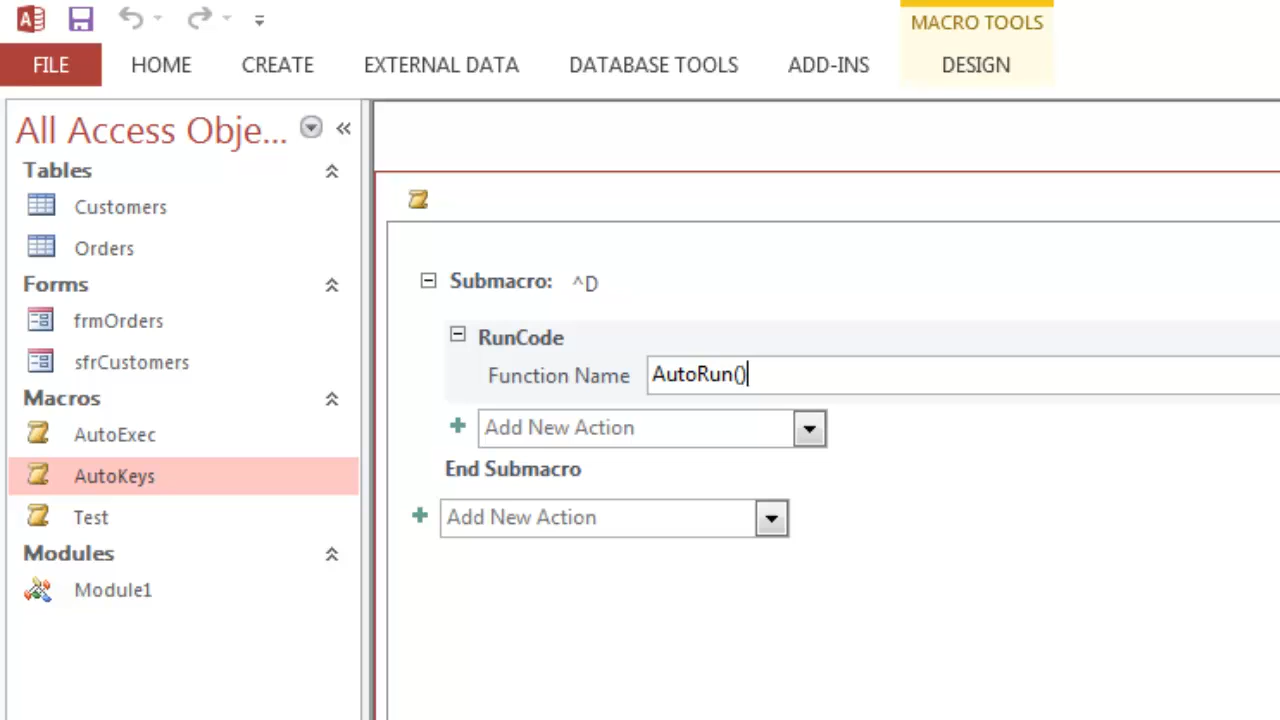 MACRO TOOLS
FILE HOME CREATE EXTERNAL DATA DATABASE TOOLS ADD-INS DESIGN
All Access Obje...
Tables
Customers
Orders
Forms
frmOrders
sfrCustomers
Macros
AutoExec
AutoKeys
Test
Modules
Module1
Submacro: ^D
RunCode
Function Name AutoRun()
Add New Action
End Submacro
Add New Action